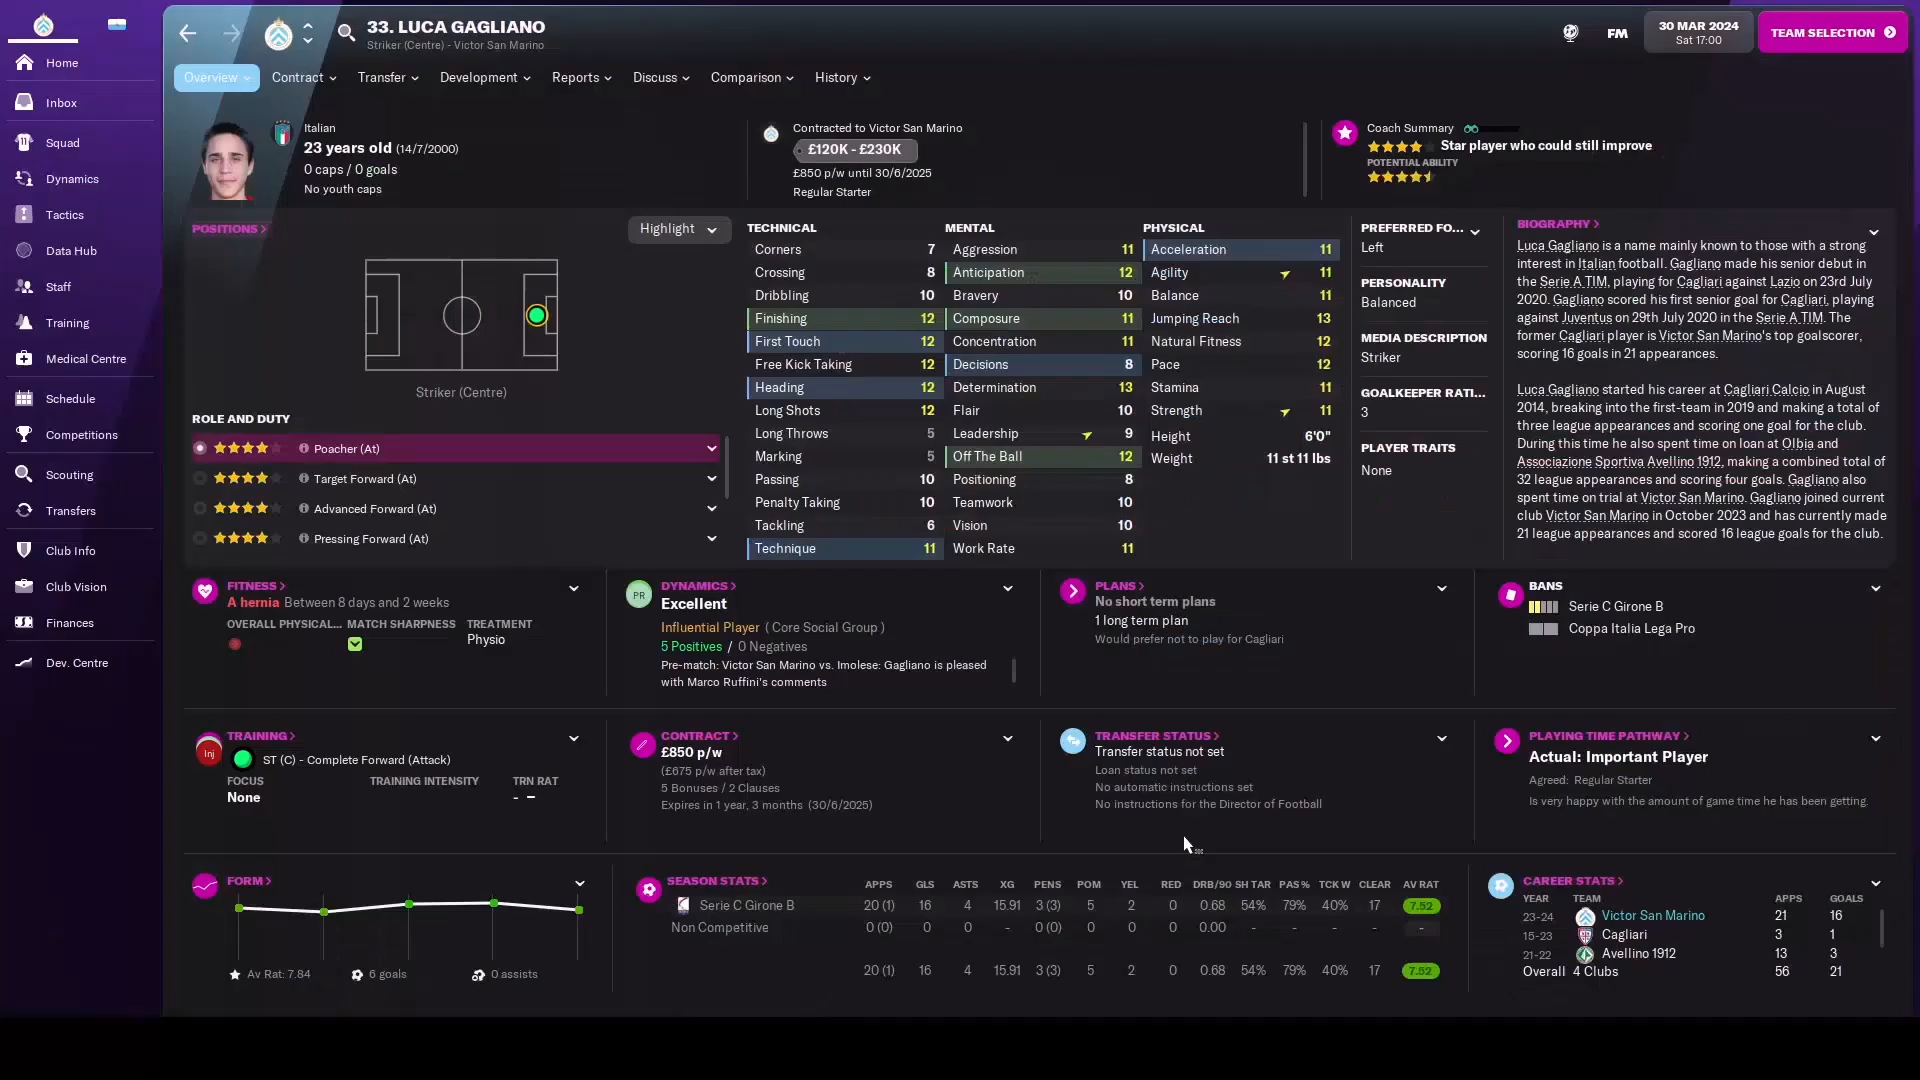 33. LUCA GAGLIANO
Striker (Centre) - Victor San Marino
FM
30 MAR 2024
Sat 17:00
TEAM SELECTION
Home
Inbox
Squad
Dynamics
Tactics
Data Hub
Staff
Training
Medical Centre
Schedule
Competitions
Scouting
Transfers
Club Info
Club Vision
Finances
Dev. Centre
Overview
Contract
Transfer
Development
Reports
Discuss
Comparison
History
Italian
23 years old (14/7/2000)
0 caps / 0 goals
No youth caps
Contracted to Victor San Marino
£120K - £230K
£850 p/w until 30/6/2025
Regular Starter
Coach Summary
Star player who could still improve
POTENTIAL ABILITY
POSITIONS >
Highlight
Striker (Centre)
ROLE AND DUTY
Poacher (At)
Target Forward (At)
Advanced Forward (At)
Pressing Forward (At)
TECHNICAL
Corners 7
Crossing 8
Dribbling 10
Finishing 12
First Touch 12
Free Kick Taking 12
Heading 12
Long Shots 12
Long Throws 5
Marking 5
Passing 10
Penalty Taking 10
Tackling 6
Technique 11
MENTAL
Aggression 11
Anticipation 12
Bravery 10
Composure 11
Concentration 11
Decisions 8
Determination 13
Flair 10
Leadership 9
Off The Ball 12
Positioning 8
Teamwork 10
Vision 10
Work Rate 11
PHYSICAL
Acceleration 11
Agility 11
Balance 11
Jumping Reach 13
Natural Fitness 12
Pace 12
Stamina 11
Strength 11
Height 6'0"
Weight 11 st 11 lbs
PREFERRED FO...
Left
PERSONALITY
Balanced
MEDIA DESCRIPTION
Striker
GOALKEEPER RATI...
3
PLAYER TRAITS
None
BIOGRAPHY >
Luca Gagliano is a name mainly known to those with a strong
interest in Italian football. Gagliano made his senior debut in
the Serie A TIM, playing for Cagliari against Lazio on 23rd July
2020. Gagliano scored his first senior goal for Cagliari, playing
against Juventus on 29th July 2020 in the Serie A TIM. The
former Cagliari player is Victor San Marino's top goalscorer,
scoring 16 goals in 21 appearances.
Luca Gagliano started his career at Cagliari Calcio in August
2014, breaking into the first-team in 2019 and making a total of
three league appearances and scoring one goal for the club.
During this time he also spent time on loan at Olbia and
Associazione Sportiva Avellino 1912, making a combined total of
32 league appearances and scoring four goals. Gagliano also
spent time on trial at Victor San Marino. Gagliano joined current
club Victor San Marino in October 2023 and has currently made
21 league appearances and scored 16 league goals for the club.
FITNESS >
A hernia Between 8 days and 2 weeks
OVERALL PHYSICAL... MATCH SHARPNESS TREATMENT
Physio
DYNAMICS >
PR
Excellent
Influential Player ( Core Social Group )
5 Positives / 0 Negatives
Pre-match: Victor San Marino vs. Imolese: Gagliano is pleased
with Marco Ruffini's comments
PLANS >
No short term plans
1 long term plan
Would prefer not to play for Cagliari
BANS
Serie C Girone B
Coppa Italia Lega Pro
TRAINING >
Inj
ST (C) - Complete Forward (Attack)
FOCUS TRAINING INTENSITY TRN RAT
None - -
CONTRACT >
£850 p/w
(£675 p/w after tax)
5 Bonuses / 2 Clauses
Expires in 1 year, 3 months (30/6/2025)
TRANSFER STATUS >
Transfer status not set
Loan status not set
No automatic instructions set
No instructions for the Director of Football
PLAYING TIME PATHWAY >
Actual: Important Player
Agreed: Regular Starter
Is very happy with the amount of game time he has been getting.
FORM >
Av Rat: 7.84 6 goals 0 assists
SEASON STATS > APPS GLS ASTS XG PENS POM YEL RED DRB/90 SH TAR PAS % TCK W CLEAR AV RAT
Serie C Girone B 20 (1) 16 4 15.91 3 (3) 5 2 0 0.68 54% 79% 40% 17 7.52
Non Competitive 0 (0) 0 0 - 0 (0) 0 0 0 0.00 - - - - -
20 (1) 16 4 15.91 3 (3) 5 2 0 0.68 54% 79% 40% 17 7.52
CAREER STATS >
YEAR TEAM APPS GOALS
23-24 Victor San Marino 21 16
15-23 Cagliari 3 1
21-22 Avellino 1912 13 3
Overall 4 Clubs 56 21